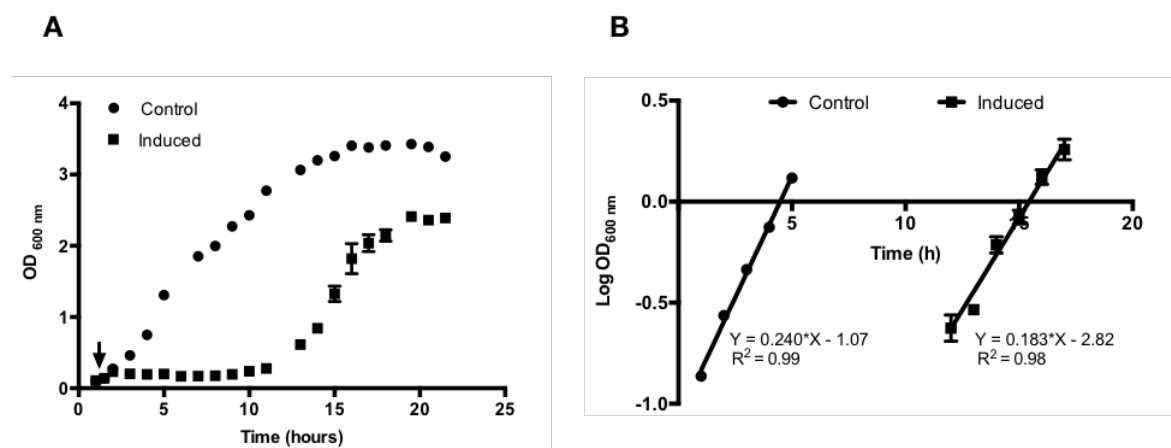 A
B
4
3
2
1
0
OD 600 nm
Control
Induced
0
5
10
15
20
25
Time (hours)
0.5
0.0
-0.5
-1.0
Log OD600 nm
Control
Induced
5
10
15
20
Time (h)
Y = 0.240*X - 1.07
R2 = 0.99
Y = 0.183*X - 2.82
R2 = 0.98